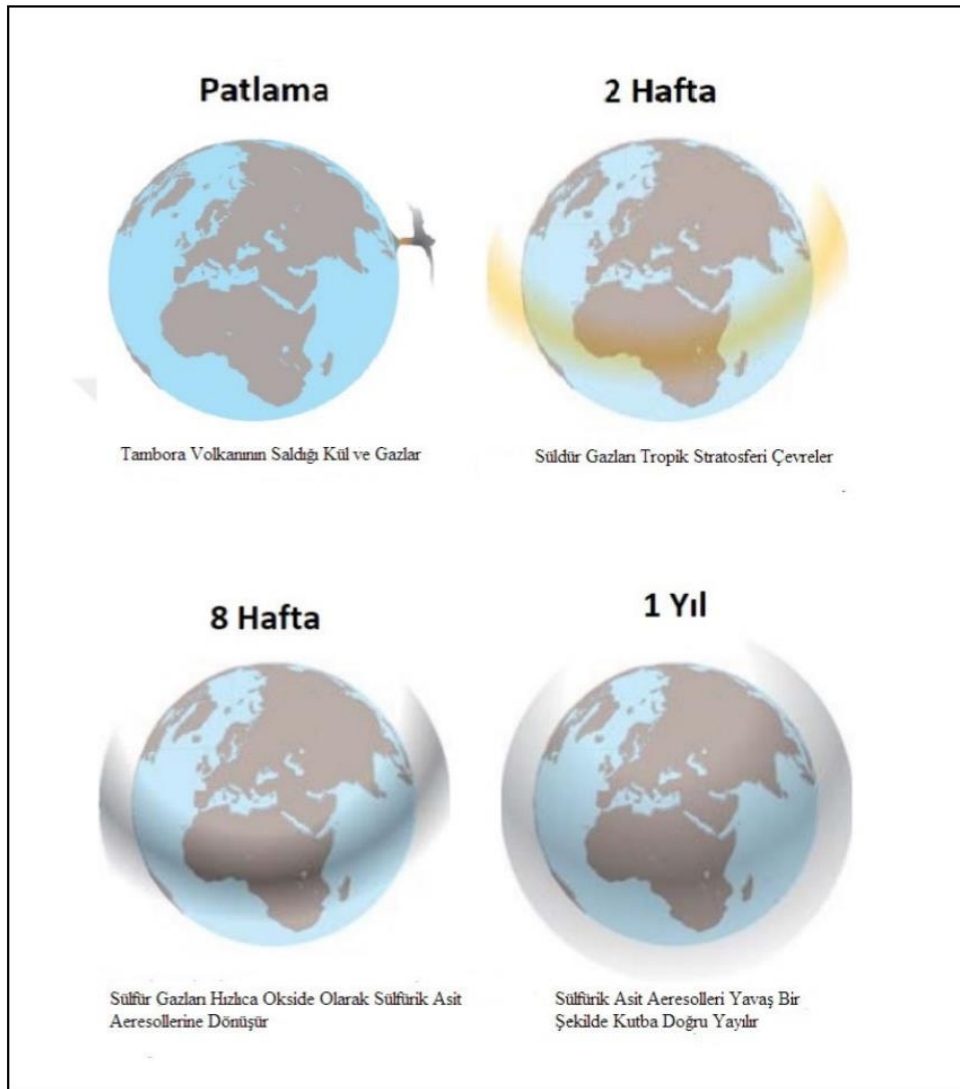 Patlama
2 Hafta
Tambora Volkanının Saldığı Kül ve Gazlar
Süldür Gazları Tropik Stratosferi Çevreler
8 Hafta
1 Yıl
Sülfür Gazları Hızlıca Okside Olarak Sülfürik Asit
Aeresollerine Dönüşür
Sülfürik Asit Aeresolleri Yavaş Bir
Şekilde Kutba Doğru Yayılır